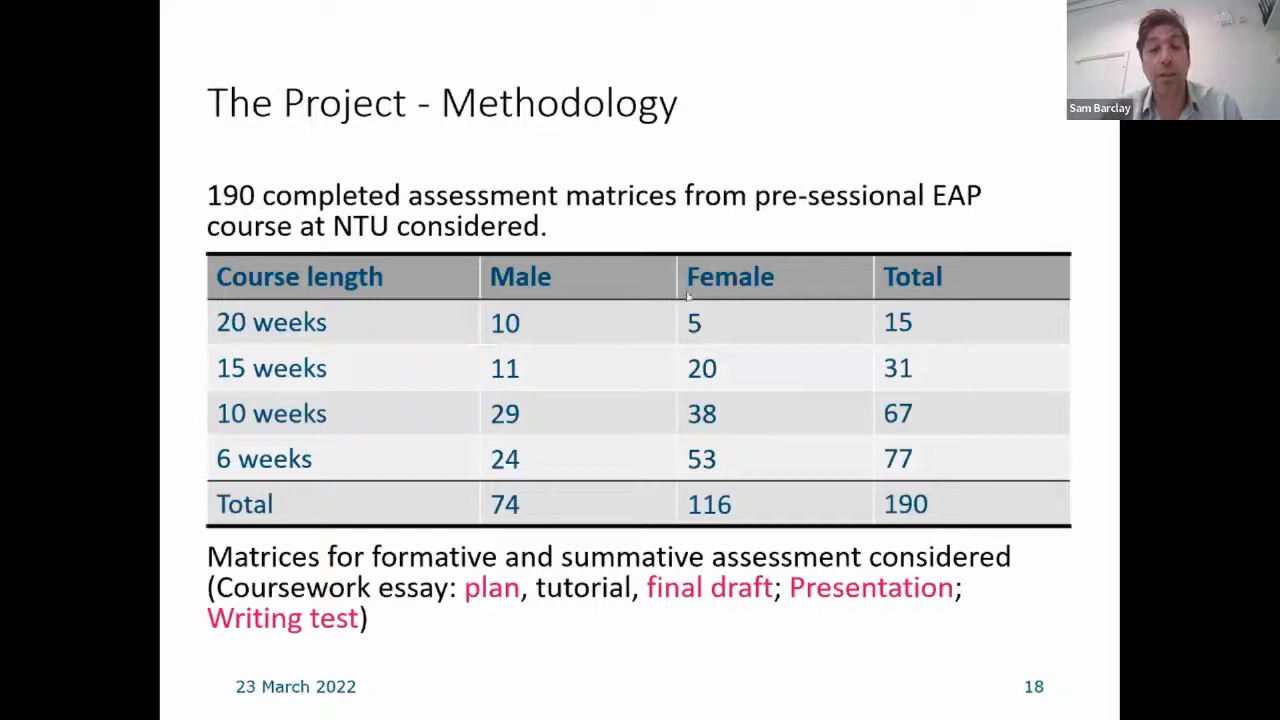 The Project - Methodology
Sam Barclay
190 completed assessment matrices from pre-sessional EAP
course at NTU considered.
Course length Male Female Total
20 weeks 10 5 15
15 weeks 11 20 31
10 weeks 29 38 67
6 weeks 24 53 77
Total 74 116 190
Matrices for formative and summative assessment considered
(Coursework essay: plan, tutorial, final draft; Presentation;
Writing test)
23 March 2022 18